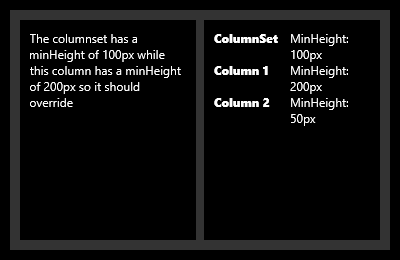 The columnset has a
minHeight of 100px while
this column has a minHeight
of 200px so it should
override
ColumnSet MinHeight:
100px
Column 1 MinHeight:
200px
Column 2 MinHeight:
50px